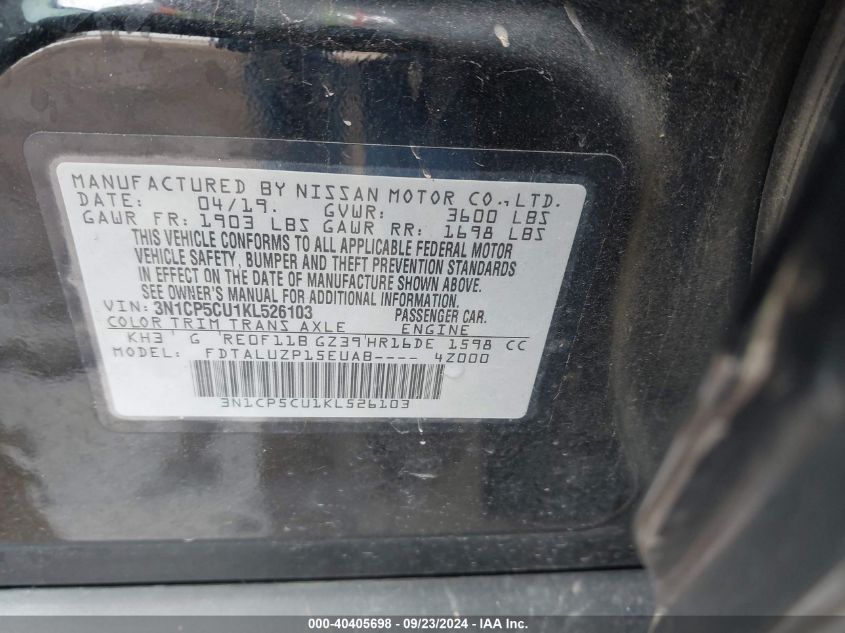 MANUFACTURED BY NISSAN MOTOR CO.,LTD.
DATE: 04/19. GVWR: 3600 LBS
GAWR FR: 1903 LBS GAWR RR: 1698 LBS
THIS VEHICLE CONFORMS TO ALL APPLICABLE FEDERAL MOTOR
VEHICLE SAFETY, BUMPER AND THEFT PREVENTION STANDARDS
IN EFFECT ON THE DATE OF MANUFACTURE SHOWN ABOVE.
SEE OWNER'S MANUAL FOR ADDITIONAL INFORMATION.
VIN: 3N1CP5CU1KL526103 PASSENGER CAR.
COLOR TRIM TRANS AXLE ENGINE
KH3 G RE0F11B GZ39 HR16DE 1598 CC
MODEL: FDTALUZP15EUAB---- 4Z000
3N1CP5CU1KL526103
000-40405698 - 09/23/2024 - IAA Inc.